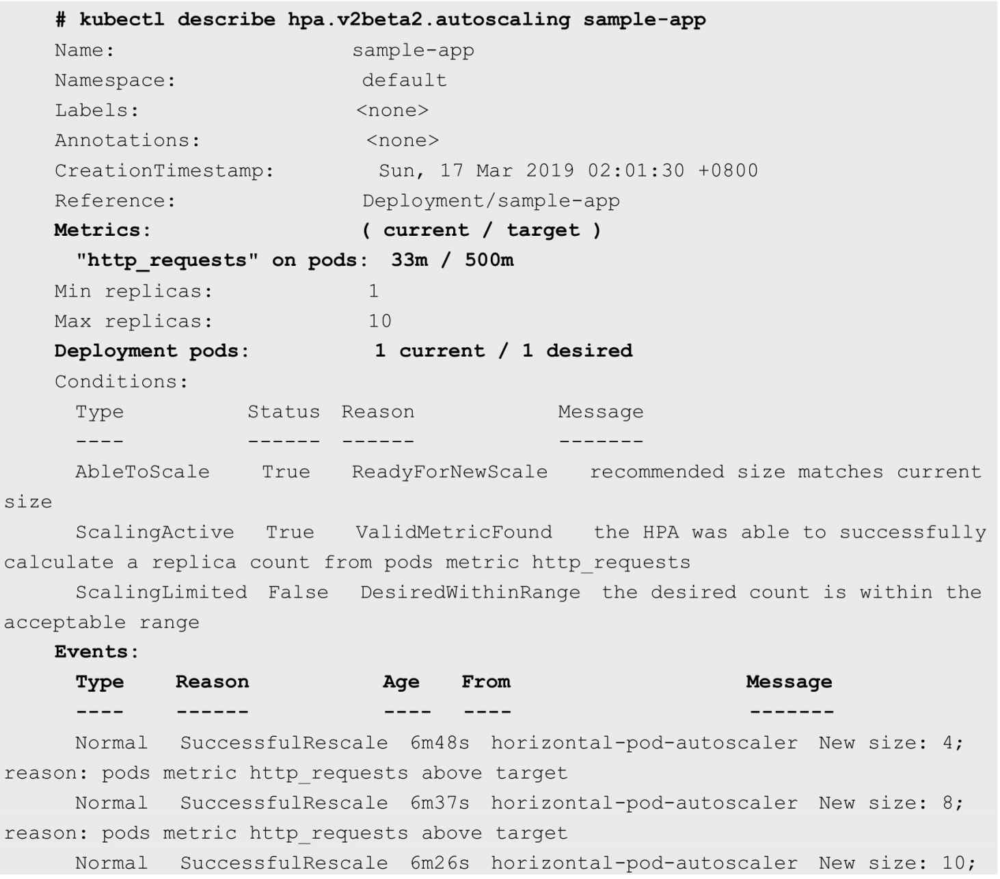 # kubectl describe hpa.v2beta2.autoscaling sample-app
Name: sample-app
Namespace: default
Labels: <none>
Annotations: <none>
CreationTimestamp: Sun, 17 Mar 2019 02:01:30 +0800
Reference: Deployment/sample-app
Metrics: ( current / target )
"http_requests" on pods: 33m / 500m
Min replicas: 1
Max replicas: 10
Deployment pods: 1 current / 1 desired
Conditions:
Type Status Reason Message
---- ------ ------ -------
AbleToScale True ReadyForNewScale recommended size matches current
size
ScalingActive True ValidMetricFound the HPA was able to successfully
calculate a replica count from pods metric http_requests
ScalingLimited False DesiredWithinRange the desired count is within the
acceptable range
Events:
Type Reason Age From Message
---- ------ ---- ---- -------
Normal SuccessfulRescale 6m48s horizontal-pod-autoscaler New size: 4;
reason: pods metric http_requests above target
Normal SuccessfulRescale 6m37s horizontal-pod-autoscaler New size: 8;
reason: pods metric http_requests above target
Normal SuccessfulRescale 6m26s horizontal-pod-autoscaler New size: 10;